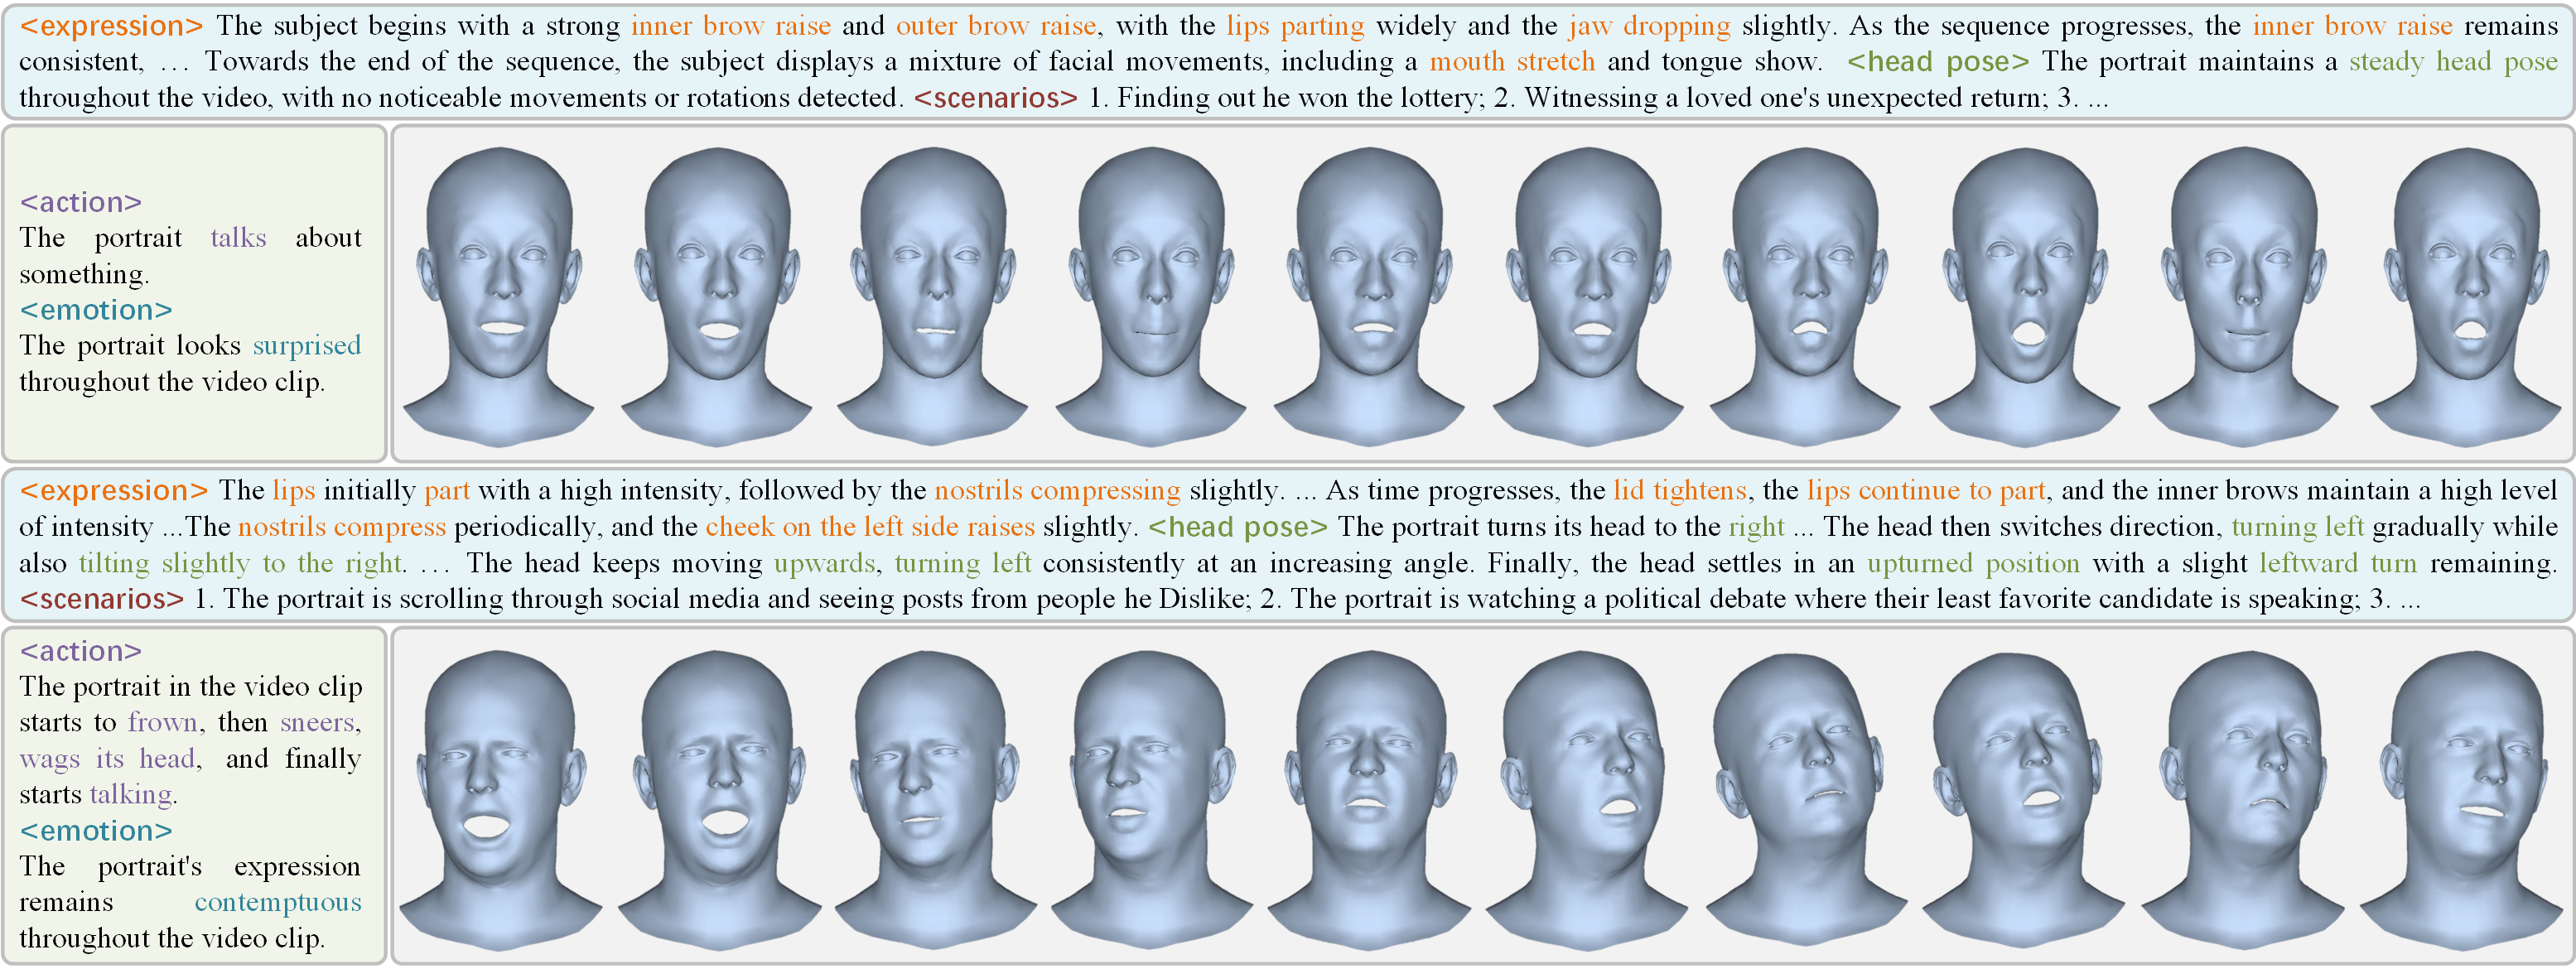 <expression> The subject begins with a strong inner brow raise and outer brow raise, with the lips parting widely and the jaw dropping slightly. As the sequence progresses, the inner brow raise remains
consistent, … Towards the end of the sequence, the subject displays a mixture of facial movements, including a mouth stretch and tongue show. <head pose> The portrait maintains a steady head pose
throughout the video, with no noticeable movements or rotations detected. <scenarios> 1. Finding out he won the lottery; 2. Witnessing a loved one's unexpected return; 3. ...
<action>
The portrait talks about
something.
<emotion>
The portrait looks surprised
throughout the video clip.
<expression> The lips initially part with a high intensity, followed by the nostrils compressing slightly. ... As time progresses, the lid tightens, the lips continue to part, and the inner brows maintain a high level
of intensity ...The nostrils compress periodically, and the cheek on the left side raises slightly. <head pose> The portrait turns its head to the right ... The head then switches direction, turning left gradually while
also tilting slightly to the right. … The head keeps moving upwards, turning left consistently at an increasing angle. Finally, the head settles in an upturned position with a slight leftward turn remaining.
<scenarios> 1. The portrait is scrolling through social media and seeing posts from people he Dislike; 2. The portrait is watching a political debate where their least favorite candidate is speaking; 3. ...
<action>
The portrait in the video clip
starts to frown, then sneers,
wags its head, and finally
starts talking.
<emotion>
The portrait's expression
remains contemptuous
throughout the video clip.